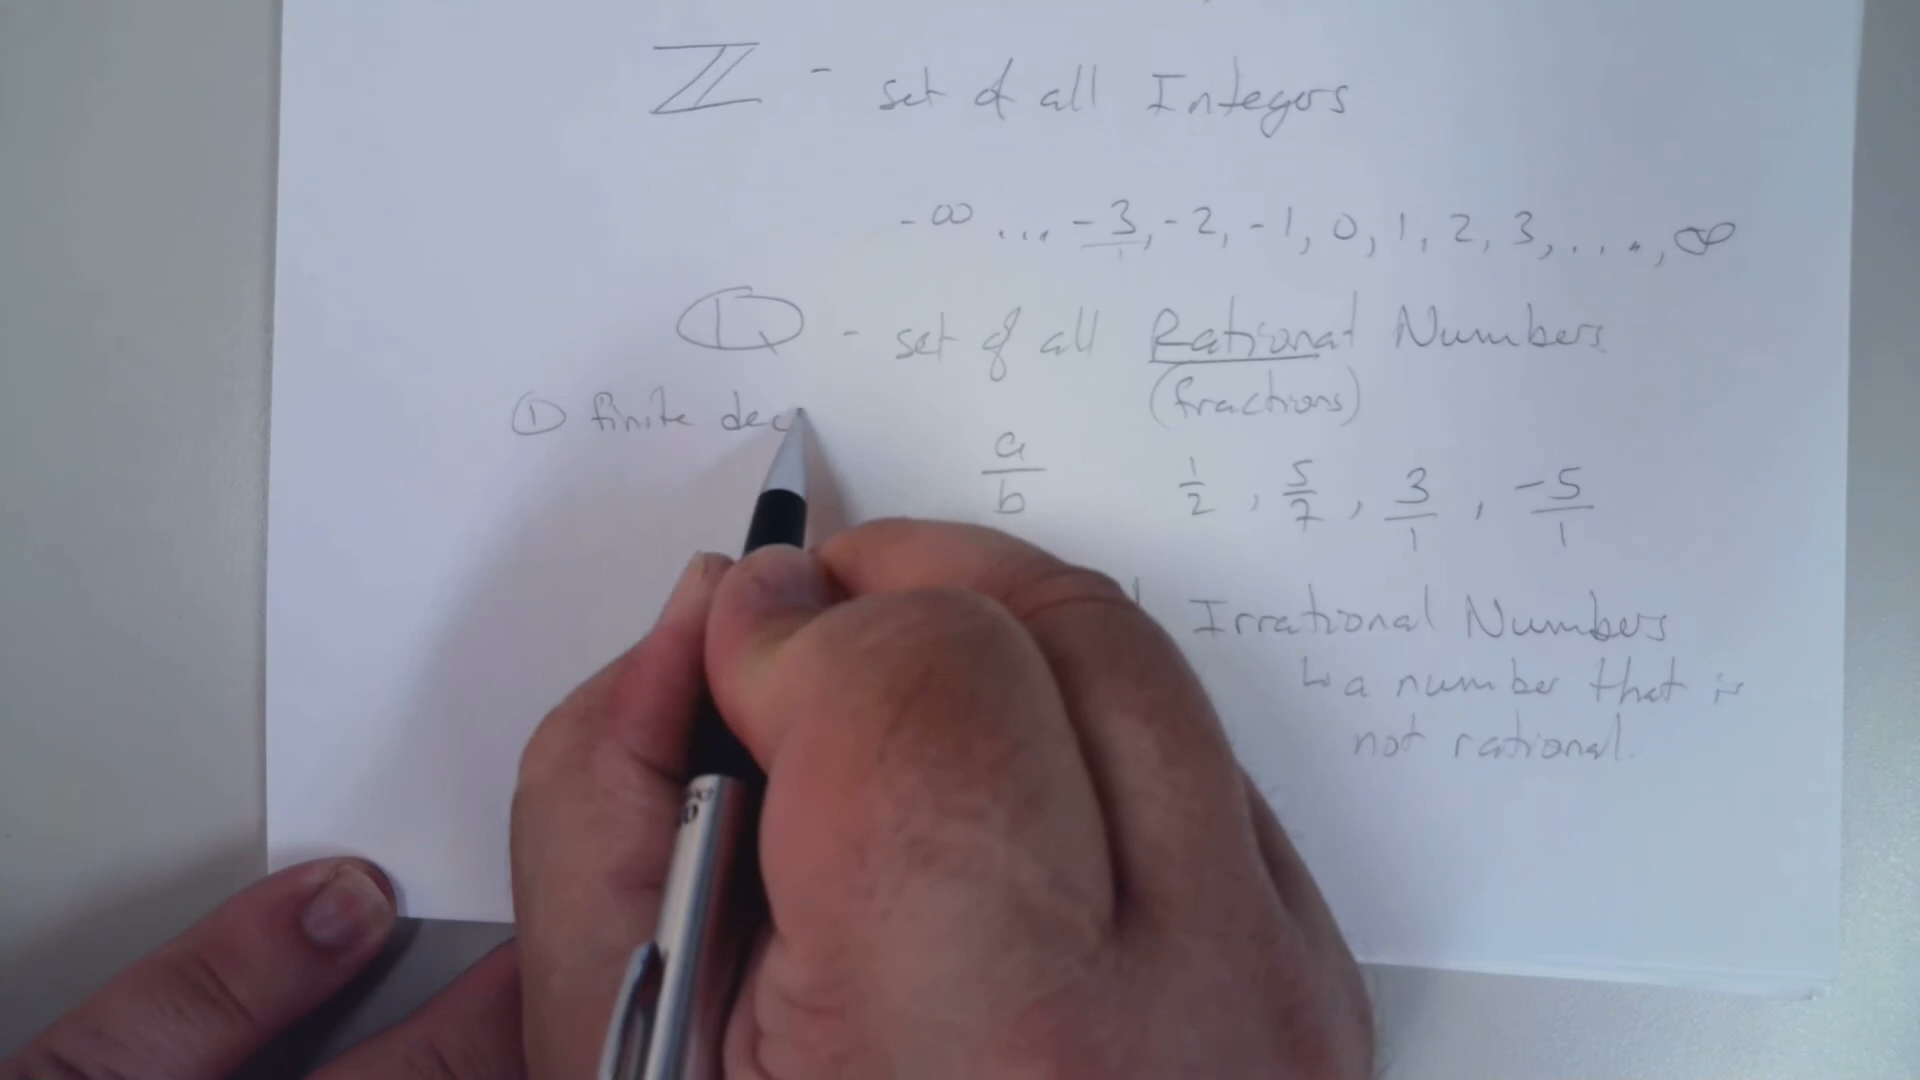 ℤ - set of all Integers
-∞ ... -3, -2, -1, 0, 1, 2, 3, ...., ∞
ℚ - set of all Rational Numbers
(fractions)
① finite dec
a/b 1/2, 5/7, 3/1, -5/1
Irrational Numbers
↳ a number that is
not rational.